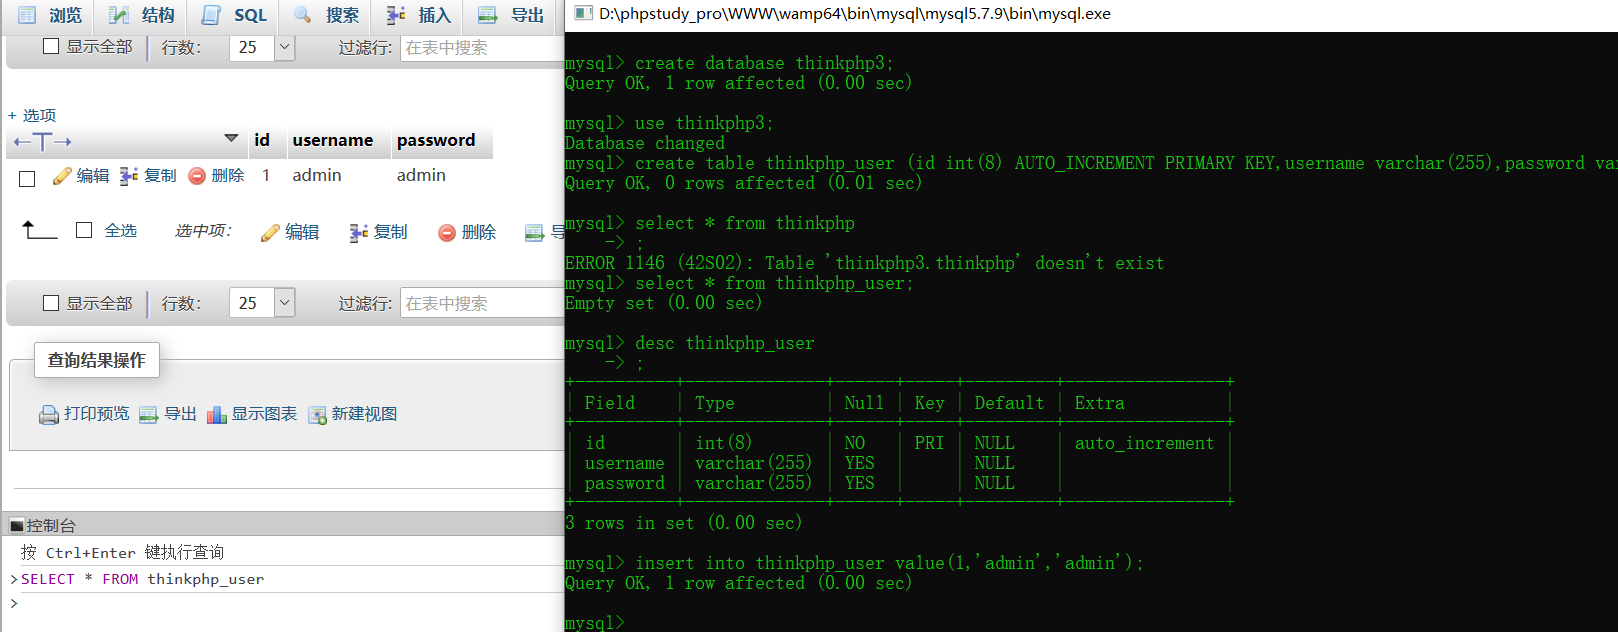 浏览 结构 SQL 搜索 插入 导出
显示全部 行数: 25 过滤行: 在表中搜索
+ 选项
←T→ id username password
编辑 复制 删除 1 admin admin
全选 选中项: 编辑 复制 删除
显示全部 行数: 25 过滤行: 在表中搜索
查询结果操作
打印预览 导出 显示图表 新建视图
控制台
按 Ctrl+Enter 键执行查询
>SELECT * FROM thinkphp_user
>
D:\phpstudy_pro\WWW\wamp64\bin\mysql\mysql5.7.9\bin\mysql.exe
mysql> create database thinkphp3;
Query OK, 1 row affected (0.00 sec)
mysql> use thinkphp3;
Database changed
mysql> create table thinkphp_user (id int(8) AUTO_INCREMENT PRIMARY KEY,username varchar(255),password
Query OK, 0 rows affected (0.01 sec)
mysql> select * from thinkphp
-> ;
ERROR 1146 (42S02): Table 'thinkphp3.thinkphp' doesn't exist
mysql> select * from thinkphp_user;
Empty set (0.00 sec)
mysql> desc thinkphp_user
-> ;
+----------+--------------+------+-----+---------+----------------+
| Field | Type | Null | Key | Default | Extra |
+----------+--------------+------+-----+---------+----------------+
| id | int(8) | NO | PRI | NULL | auto_increment |
| username | varchar(255) | YES | | NULL | |
| password | varchar(255) | YES | | NULL | |
+----------+--------------+------+-----+---------+----------------+
3 rows in set (0.00 sec)
mysql> insert into thinkphp_user value(1,'admin','admin');
Query OK, 1 row affected (0.00 sec)
mysql>